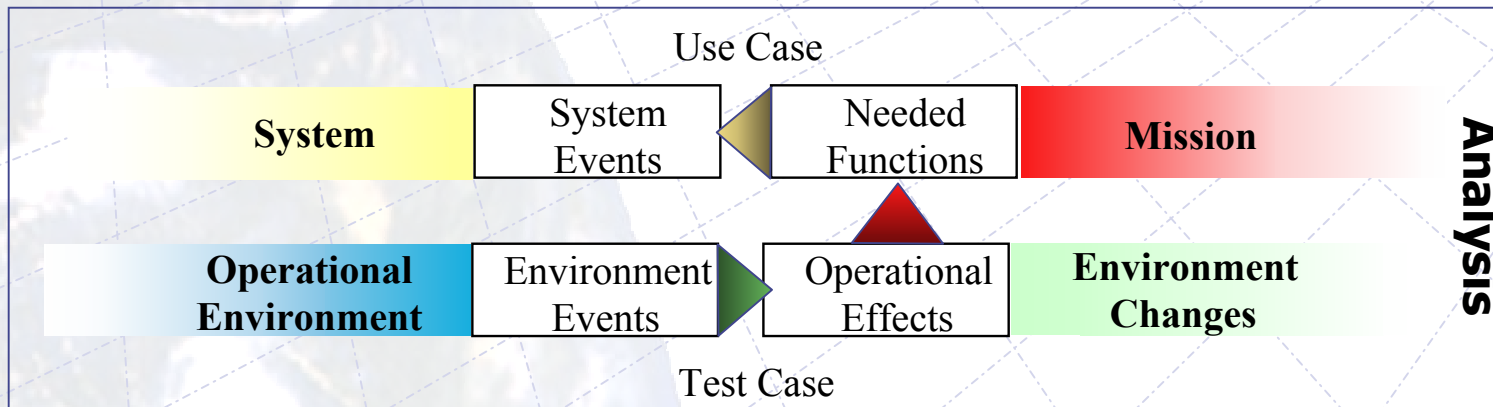 Use Case
System
System
Events
Needed
Functions
Mission
Operational
Environment
Environment
Events
Operational
Effects
Environment
Changes
Test Case
Analysis